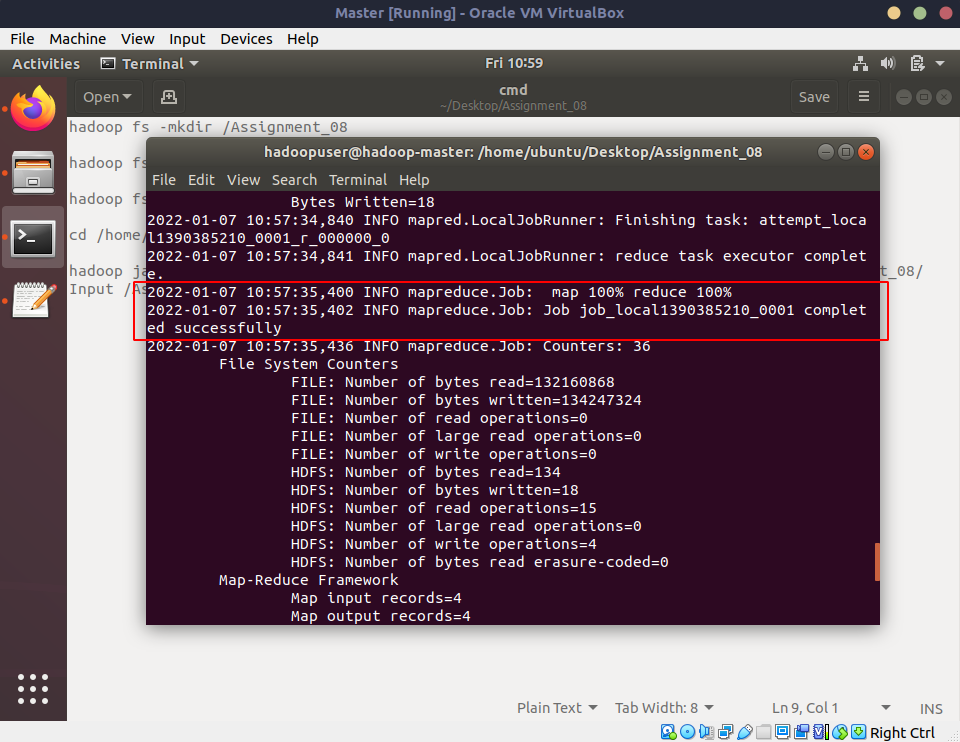 Master [Running] - Oracle VM VirtualBox
File Machine View Input Devices Help
Activities Terminal Fri 10:59
Open cmd Save
~/Desktop/Assignment_08
hadoop fs -mkdir /Assignment_08
hadoop fs
hadoop fs
cd /home/
hadoop ja t_08/
Input /As
hadoopuser@hadoop-master: /home/ubuntu/Desktop/Assignment_08
File Edit View Search Terminal Help
Bytes Written=18
2022-01-07 10:57:34,840 INFO mapred.LocalJobRunner: Finishing task: attempt_loca
l1390385210_0001_r_000000_0
2022-01-07 10:57:34,841 INFO mapred.LocalJobRunner: reduce task executor complet
e.
2022-01-07 10:57:35,400 INFO mapreduce.Job:  map 100% reduce 100%
2022-01-07 10:57:35,402 INFO mapreduce.Job: Job job_local1390385210_0001 complet
ed successfully
2022-01-07 10:57:35,436 INFO mapreduce.Job: Counters: 36
File System Counters
FILE: Number of bytes read=132160868
FILE: Number of bytes written=134247324
FILE: Number of read operations=0
FILE: Number of large read operations=0
FILE: Number of write operations=0
HDFS: Number of bytes read=134
HDFS: Number of bytes written=18
HDFS: Number of read operations=15
HDFS: Number of large read operations=0
HDFS: Number of write operations=4
HDFS: Number of bytes read erasure-coded=0
Map-Reduce Framework
Map input records=4
Map output records=4
Plain Text Tab Width: 8 Ln 9, Col 1 INS
Right Ctrl